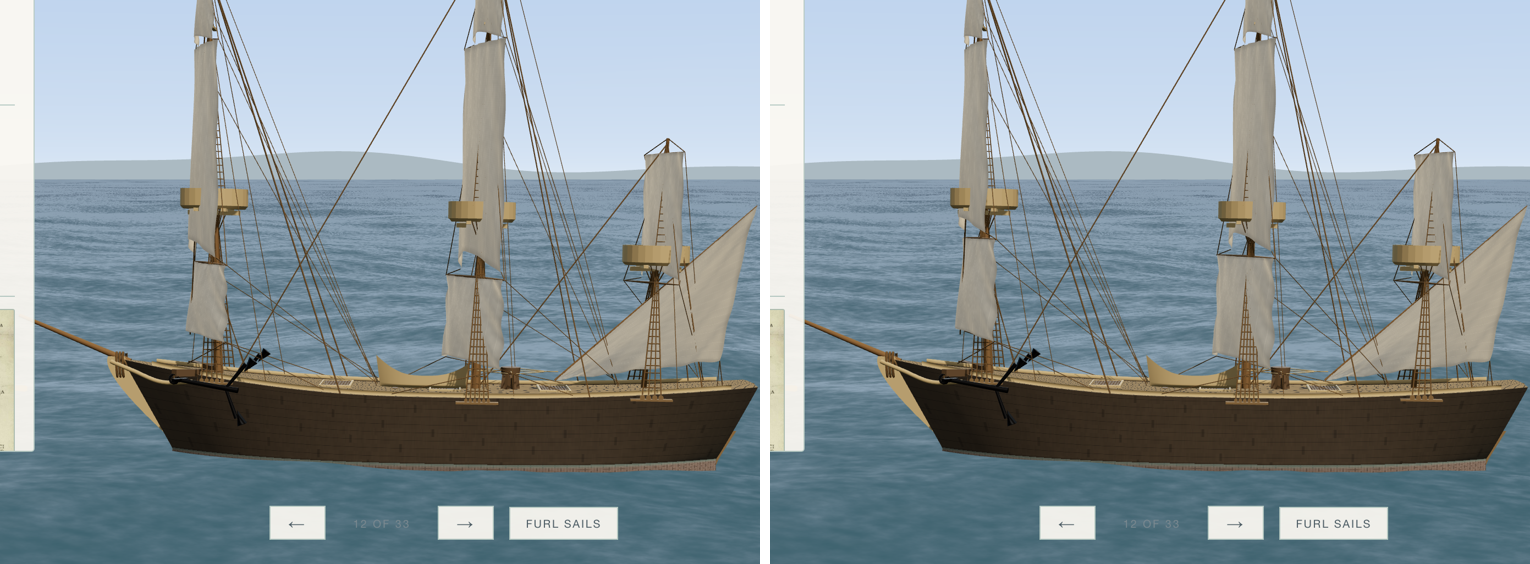 ← 12 OF 33 → FURL SAILS
← 12 OF 33 → FURL SAILS